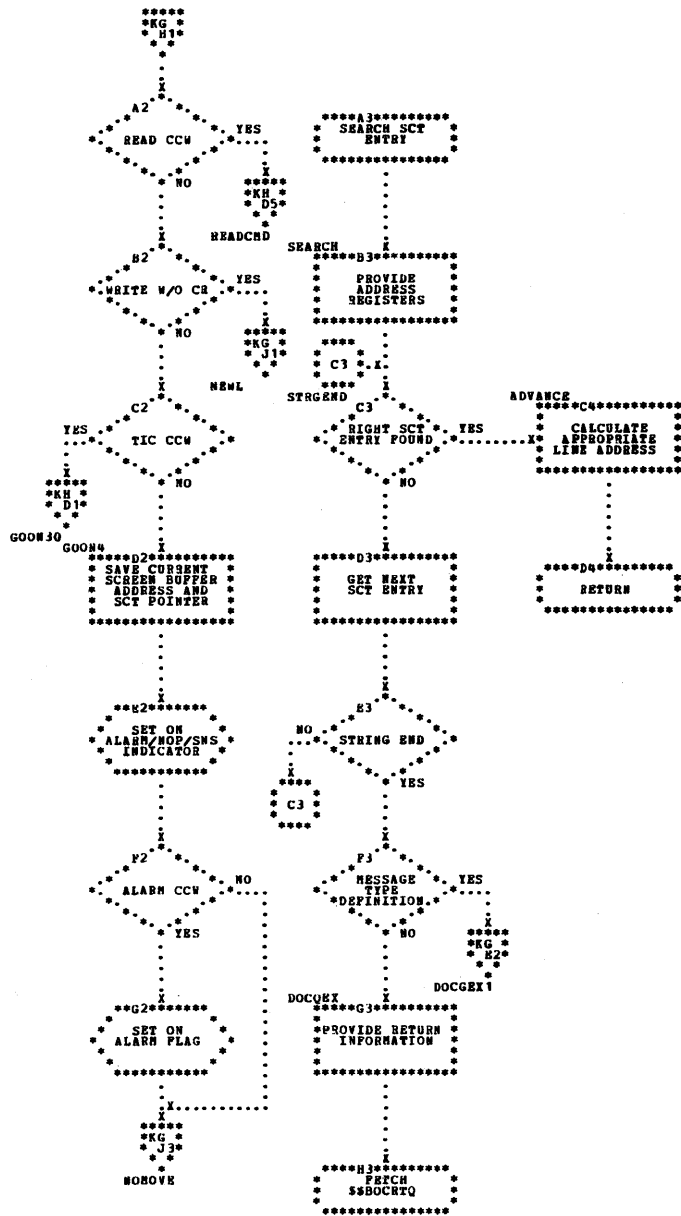 KG
H1
A2
READ CCW
YES
NO
KH
D5
READCMD
B2
WRITE W/O CR
YES
NO
KG
J1
NEWL
C2
TIC CCW
YES
NO
KH
D1
GOON30
GOON4
D2
SAVE CURRENT
SCREEN BUFFER
ADDRESS AND
SCT POINTER
E2
SET ON
ALARM/NOP/SNS
INDICATOR
F2
ALARM CCW
NO
YES
G2
SET ON
ALARM FLAG
KG
J3
NOMOVE
A3
SEARCH SCT
ENTRY
SEARCH
B3
PROVIDE
ADDRESS
REGISTERS
C3
STRGEND
C3
RIGHT SCT
ENTRY FOUND
YES
NO
ADVANCE
C4
CALCULATE
APPROPRIATE
LINE ADDRESS
D4
RETURN
D3
GET NEXT
SCT ENTRY
E3
STRING END
NO
YES
C3
F3
MESSAGE
TYPE
DEFINITION
YES
NO
KG
E2
DOCGEX1
DOCQEX
G3
PROVIDE RETURN
INFORMATION
H3
FETCH
$$BOCRTQ